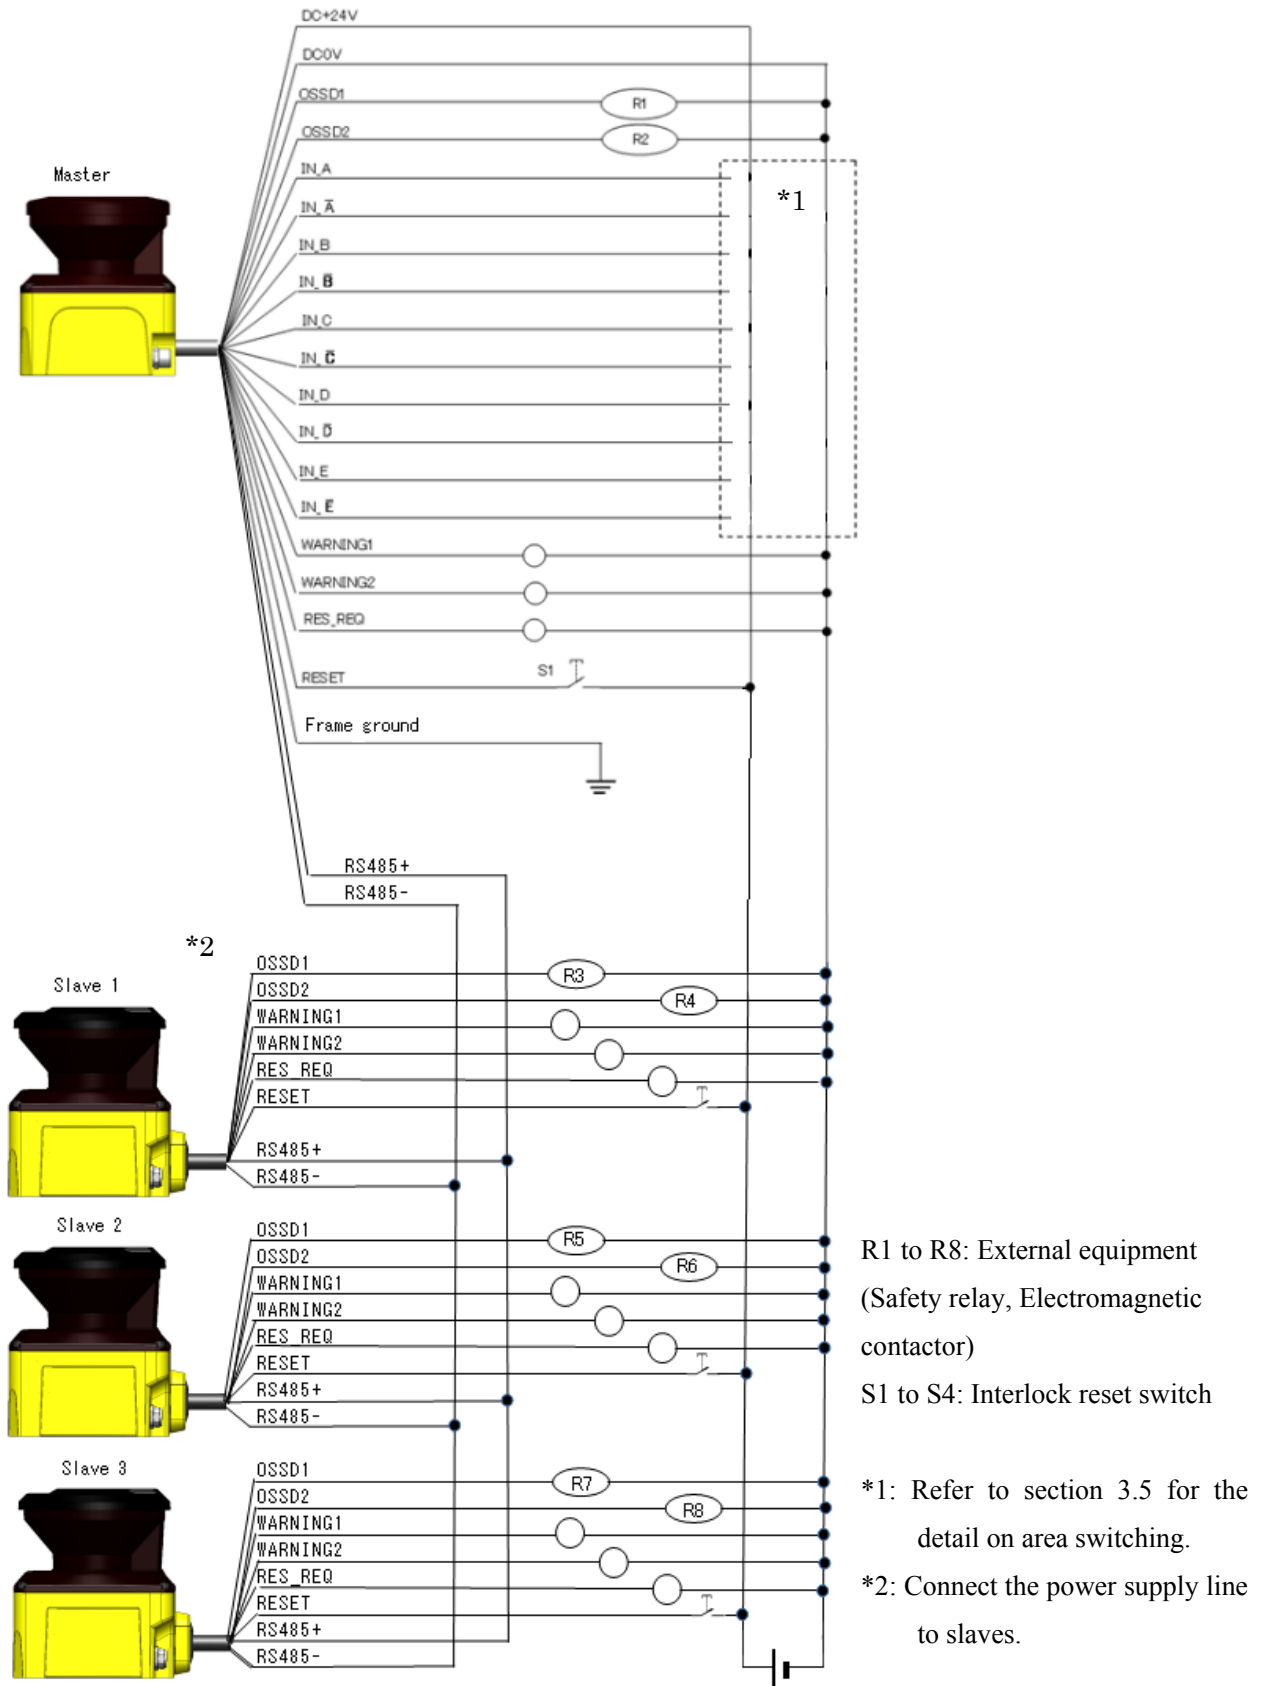 DC+24V
DC0V
OSSD1
R1
OSSD2
R2
IN_A
Master
*1
IN_A̅
IN_B
IN_B̅
IN_C
IN_C̅
IN_D
IN_D̅
IN_E
IN_E̅
WARNING1
WARNING2
RES_REQ
S1
RESET
Frame ground
RS485+
RS485-
*2
OSSD1
R3
Slave 1
OSSD2
R4
WARNING1
WARNING2
RES_REQ
RESET
RS485+
RS485-
Slave 2
OSSD1
R5
OSSD2
R6
WARNING1
WARNING2
RES_REQ
RESET
RS485+
RS485-
Slave 3
OSSD1
R7
OSSD2
R8
WARNING1
WARNING2
RES_REQ
RESET
RS485+
RS485-
R1 to R8: External equipment
(Safety relay, Electromagnetic
contactor)
S1 to S4: Interlock reset switch
*1: Refer to section 3.5 for the
detail on area switching.
*2: Connect the power supply line
to slaves.